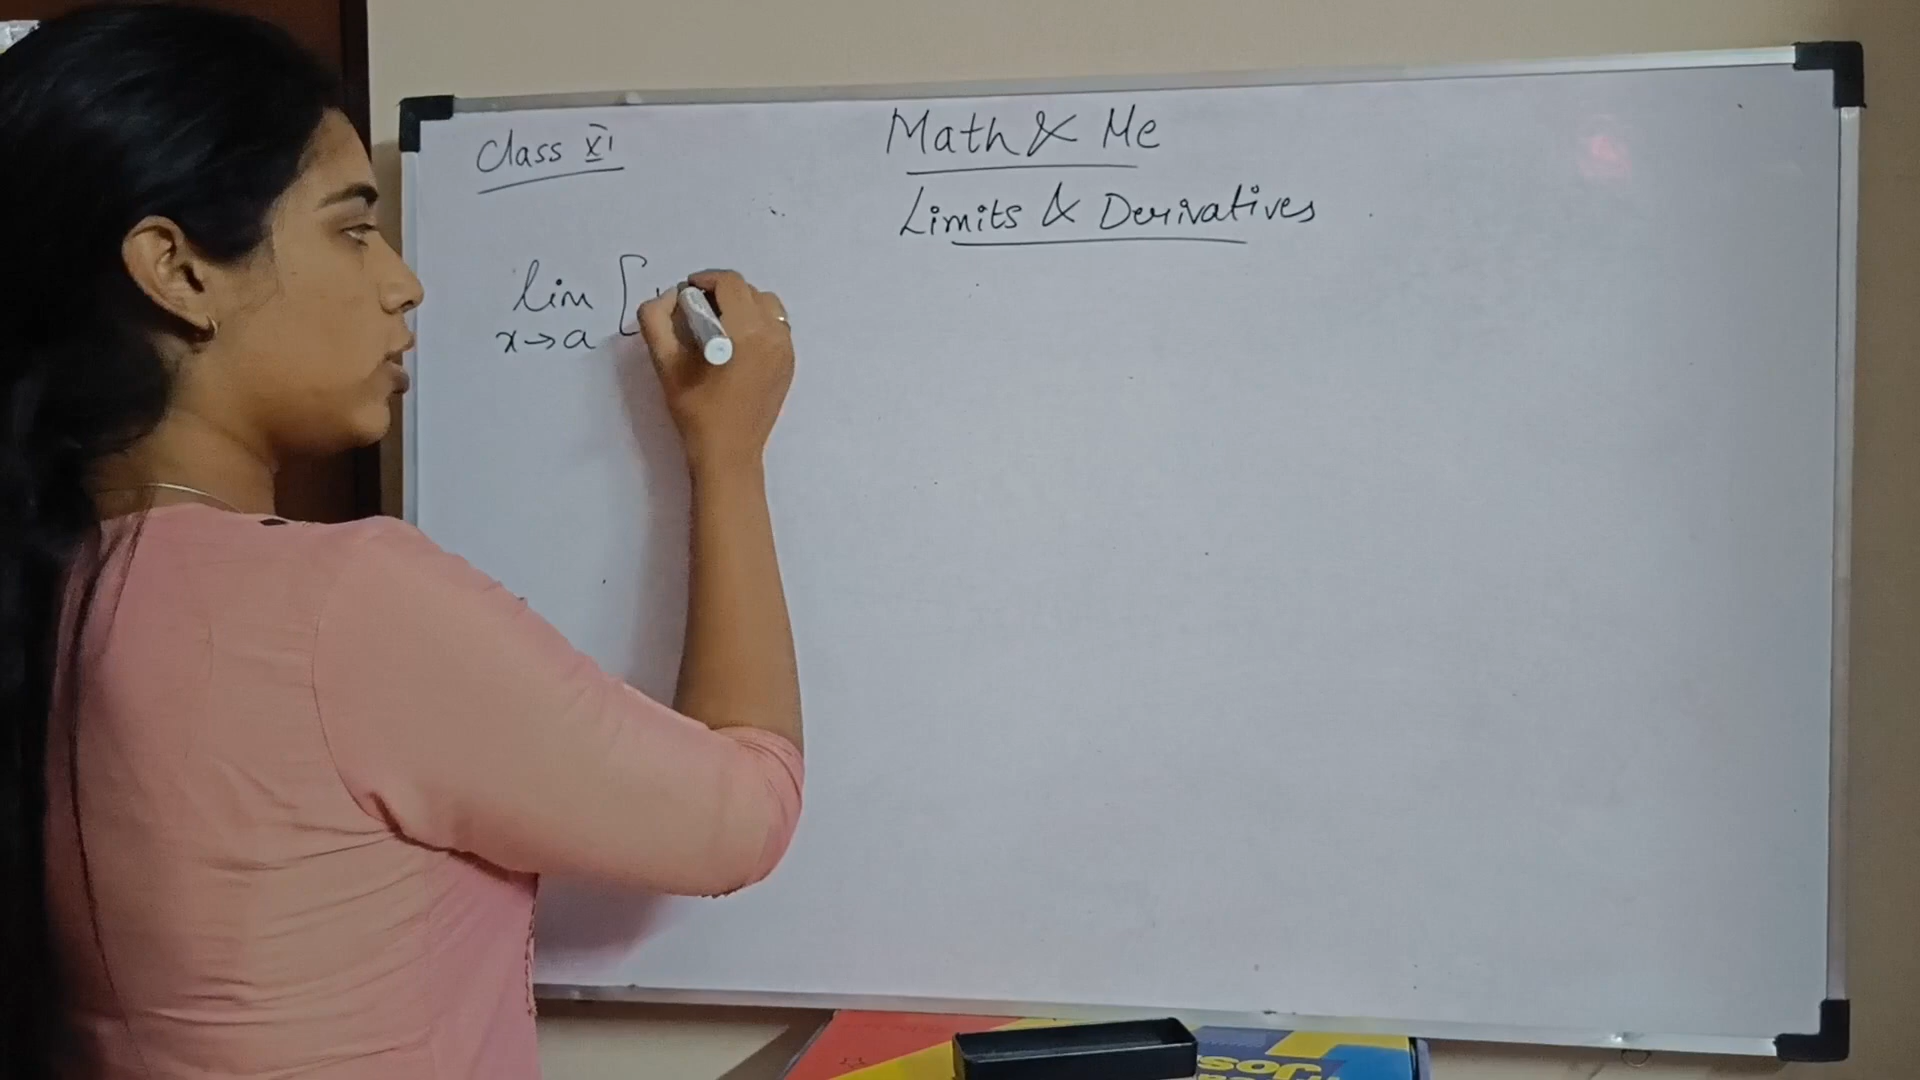 Class XI
Math & Me
Limits & Derivatives
lim [
x→a